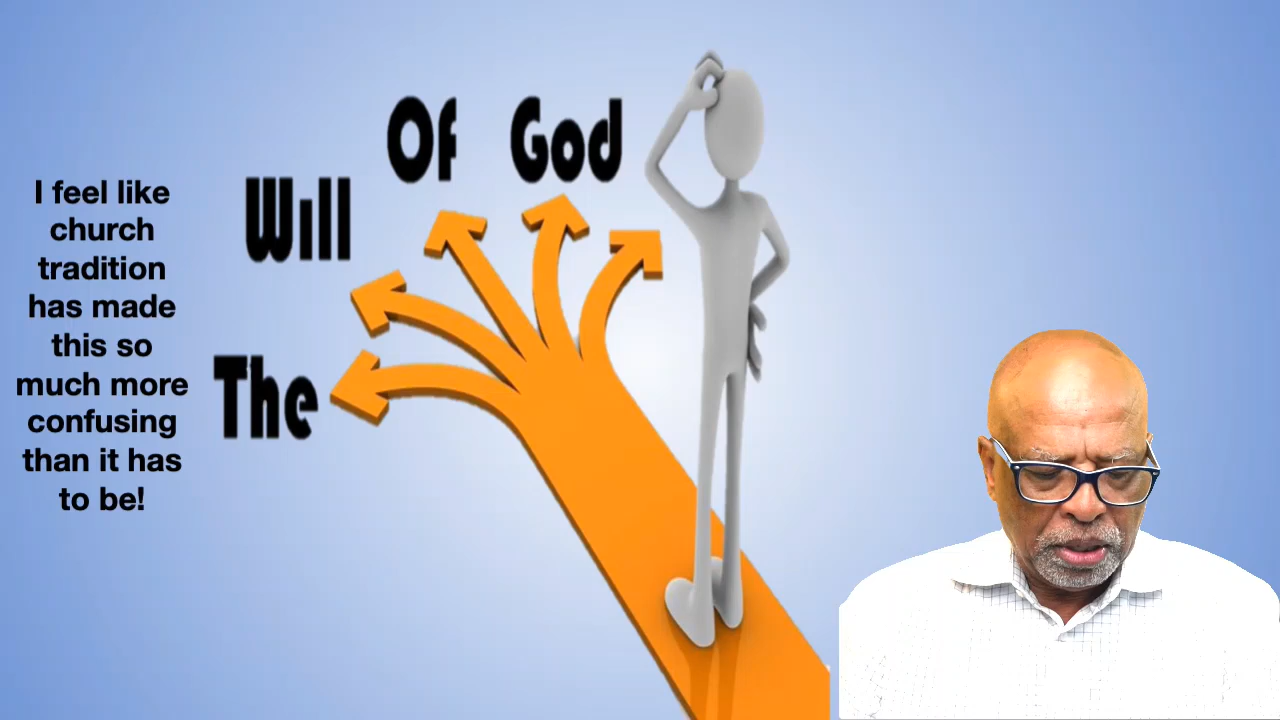 The Will Of God
I feel like
church
tradition
has made
this so
much more
confusing
than it has
to be!